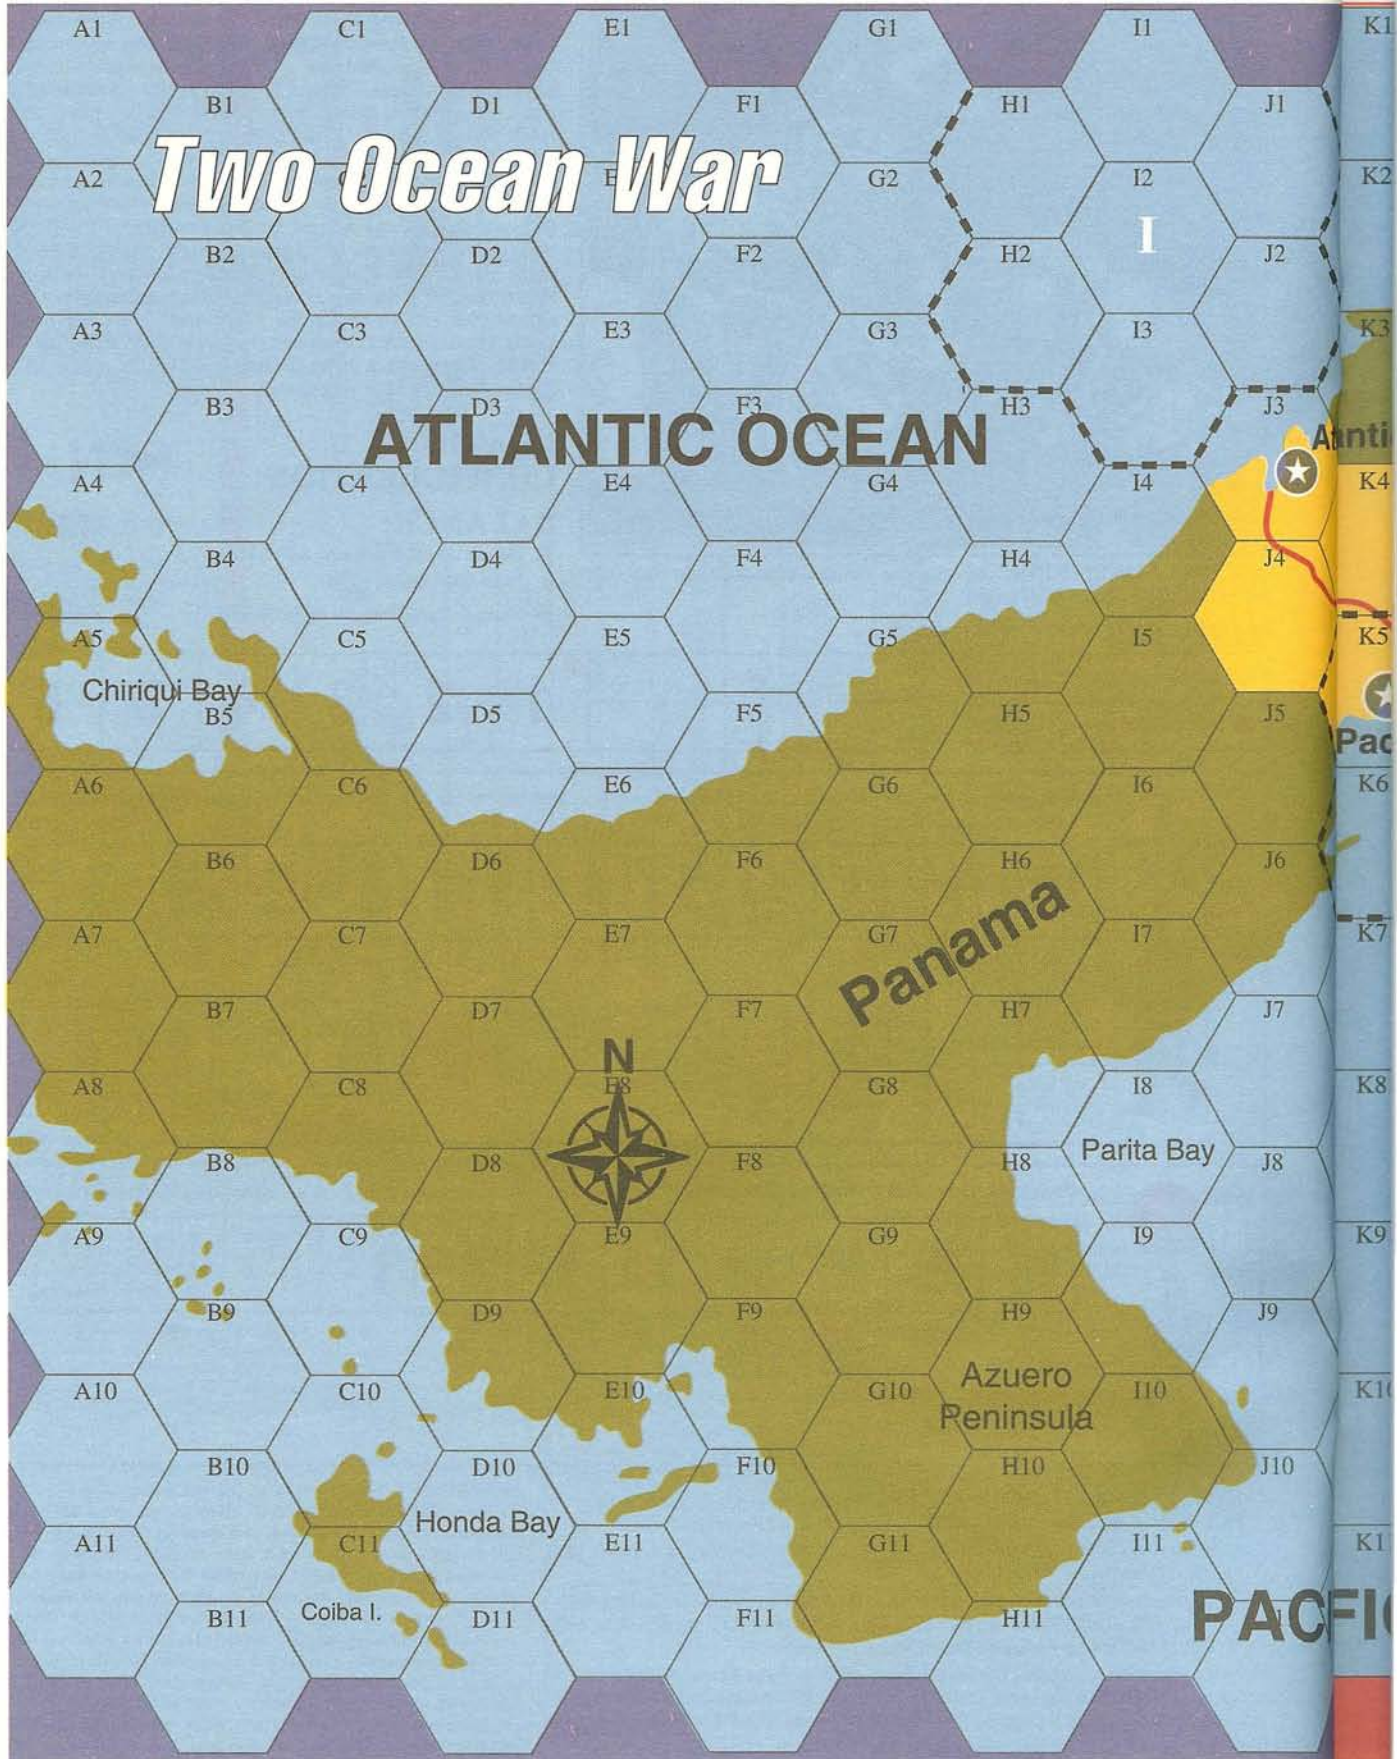 A1 C1 E1 G1 I1 K1
B1 D1 F1 H1 J1
Two Ocean War
A2 G2 I2 K2
I
B2 D2 F2 H2 J2
A3 C3 E3 G3 I3 K3
B3 D3 F3 H3 J3
ATLANTIC OCEAN
A4 C4 E4 G4 I4 K4
B4 D4 F4 H4 J4
A5 C5 E5 G5 I5 K5
Chiriqui Bay
B5 D5 F5 H5 J5
Pac
A6 C6 E6 G6 I6 K6
B6 D6 F6 H6 J6
Panama
A7 C7 E7 G7 I7 K7
B7 D7 F7 H7 J7
N
A8 C8 E8 G8 I8 K8
Parita Bay
B8 D8 F8 H8 J8
A9 C9 E9 G9 I9 K9
B9 D9 F9 H9 J9
Azuero
Peninsula
A10 C10 E10 G10 I10
B10 D10 F10 H10 J10
Honda Bay
A11 C11 E11 G11 I11
Coiba I.
B11 D11 F11 H11
PACIFI